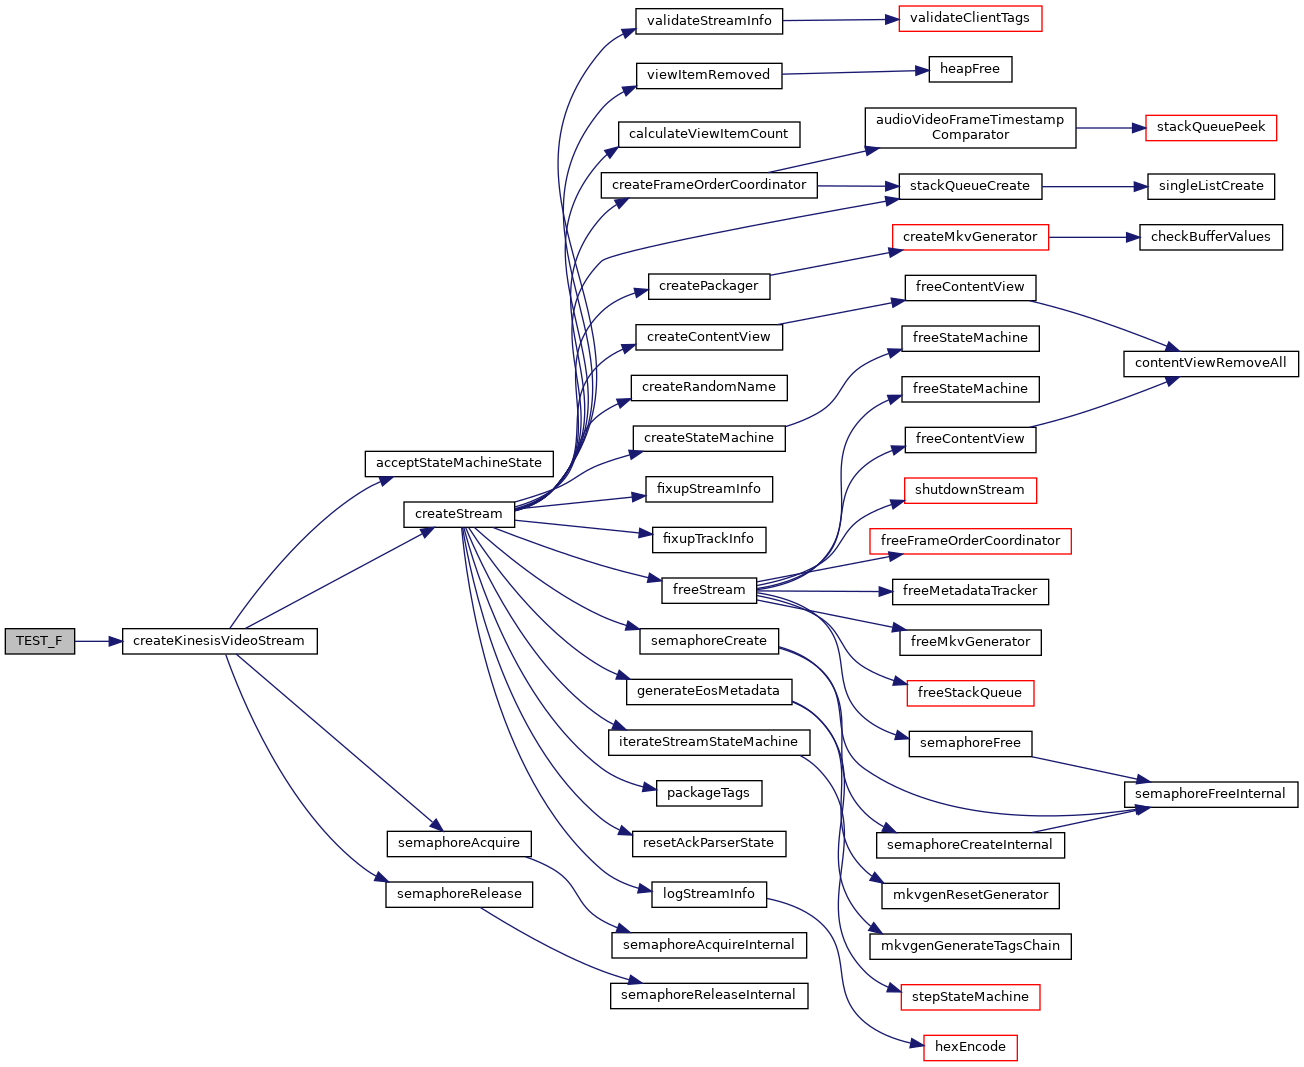 TEST_F
createKinesisVideoStream
acceptStateMachineState
createStream
semaphoreAcquire
semaphoreRelease
validateStreamInfo
viewItemRemoved
calculateViewItemCount
createFrameOrderCoordinator
createPackager
createContentView
createRandomName
createStateMachine
fixupStreamInfo
fixupTrackInfo
freeStream
semaphoreCreate
generateEosMetadata
iterateStreamStateMachine
packageTags
resetAckParserState
logStreamInfo
semaphoreAcquireInternal
semaphoreReleaseInternal
validateClientTags
heapFree
audioVideoFrameTimestamp
Comparator
stackQueueCreate
createMkvGenerator
freeContentView
freeStateMachine
freeStateMachine
freeContentView
shutdownStream
freeFrameOrderCoordinator
freeMetadataTracker
freeMkvGenerator
freeStackQueue
semaphoreFree
semaphoreCreateInternal
mkvgenResetGenerator
mkvgenGenerateTagsChain
stepStateMachine
hexEncode
stackQueuePeek
singleListCreate
checkBufferValues
contentViewRemoveAll
semaphoreFreeInternal